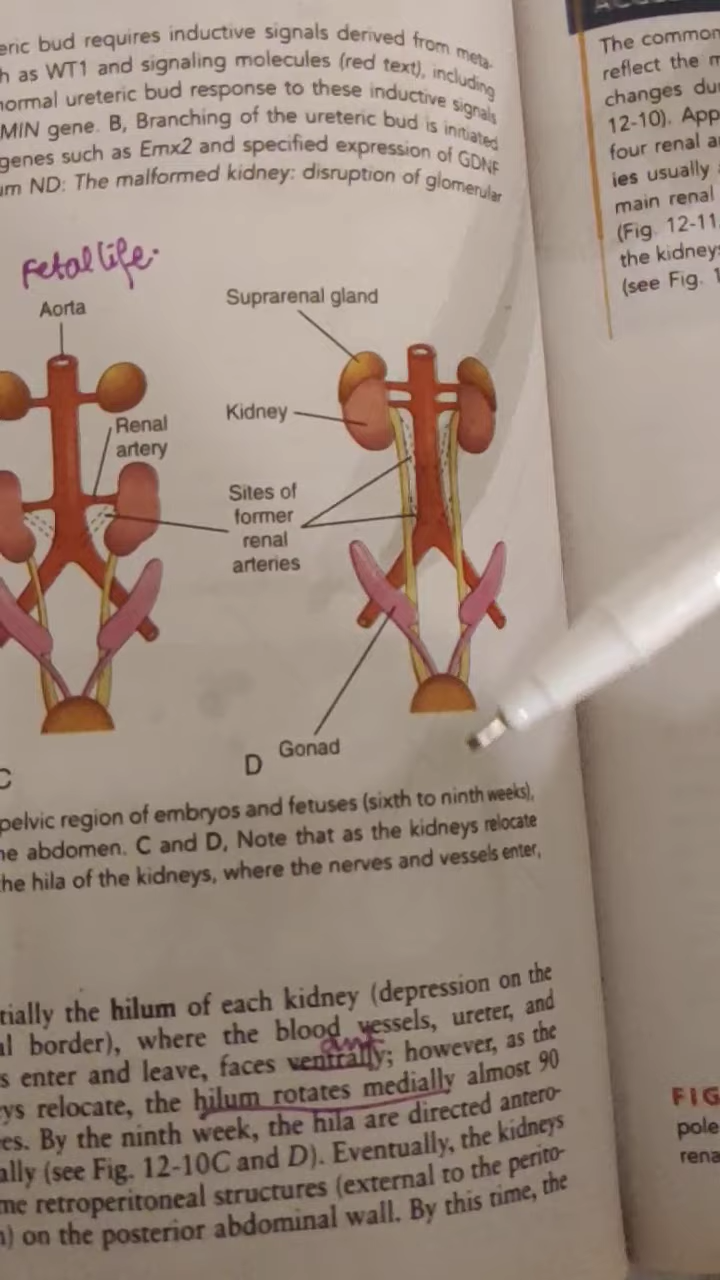 eric bud requires inductive signals derived from meta-
h as WT1 and signaling molecules (red text), including
normal ureteric bud response to these inductive signals
MIN gene. B, Branching of the ureteric bud is initiated
genes such as Emx2 and specified expression of GDNF
um ND: The malformed kidney: disruption of glomerular
Fetal life.
Aorta
Renal
artery
Suprarenal gland
Kidney
Sites of
former
renal
arteries
Gonad
C
D
pelvic region of embryos and fetuses (sixth to ninth weeks),
he abdomen. C and D, Note that as the kidneys relocate
the hila of the kidneys, where the nerves and vessels enter,
tially the hilum of each kidney (depression on the
al border), where the blood vessels, ureter, and
ant
s enter and leave, faces ventrally; however, as the
ys relocate, the hilum rotates medially almost 90
es. By the ninth week, the hila are directed antero-
ally (see Fig. 12-10C and D). Eventually, the kidneys
me retroperitoneal structures (external to the perito-
) on the posterior abdominal wall. By this time, the
The common
reflect the m
changes du
12-10). App
four renal a
ies usually
main renal
(Fig. 12-11
the kidneys
(see Fig. 1
FIG
pole
rena